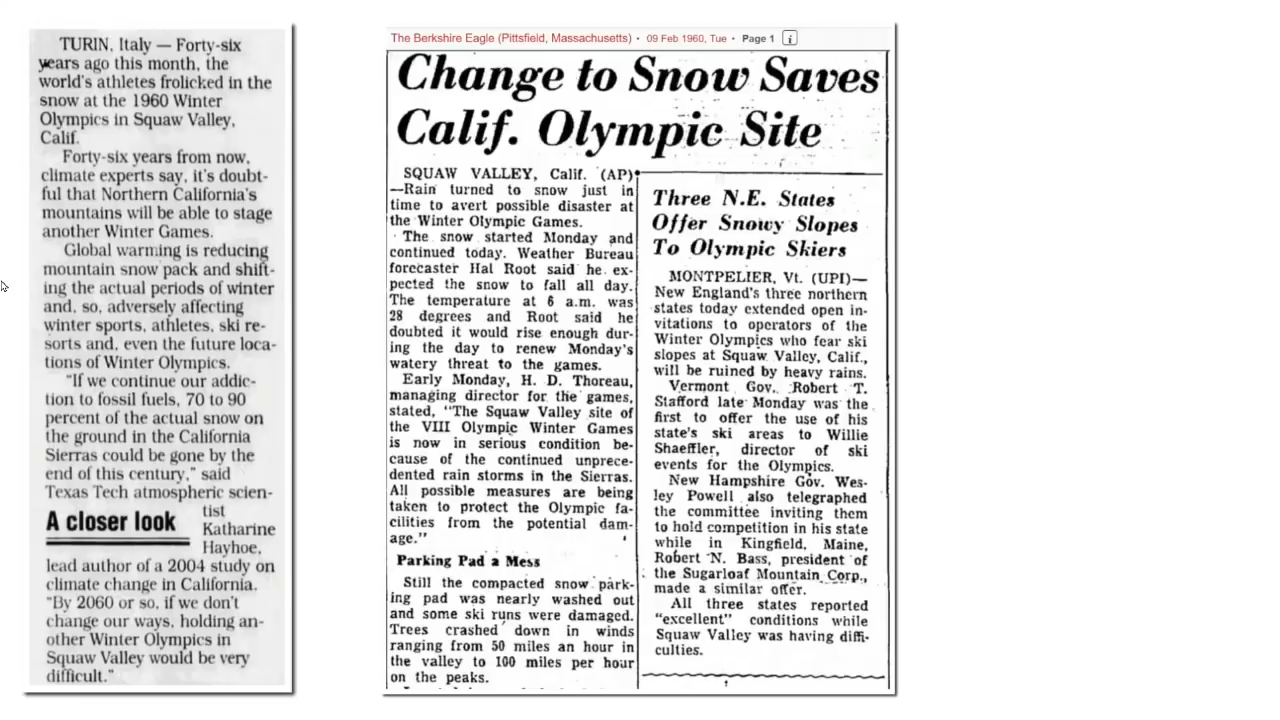 TURIN, Italy — Forty-six
years ago this month, the
world's athletes frolicked in the
snow at the 1960 Winter
Olympics in Squaw Valley,
Calif.
Forty-six years from now,
climate experts say, it's doubt-
ful that Northern California's
mountains will be able to stage
another Winter Games.
Global warming is reducing
mountain snow pack and shift-
ing the actual periods of winter
and, so, adversely affecting
winter sports, athletes, ski re-
sorts and, even the future loca-
tions of Winter Olympics.
"If we continue our addic-
tion to fossil fuels, 70 to 90
percent of the actual snow on
the ground in the California
Sierras could be gone by the
end of this century," said
Texas Tech atmospheric scien-
tist
A closer look
Katharine
Hayhoe,
lead author of a 2004 study on
climate change in California.
"By 2060 or so, if we don't
change our ways, holding an-
other Winter Olympics in
Squaw Valley would be very
difficult."
The Berkshire Eagle (Pittsfield, Massachusetts) · 09 Feb 1960, Tue · Page 1
Change to Snow Saves
Calif. Olympic Site
SQUAW VALLEY, Calif. (AP)
—Rain turned to snow just in
time to avert possible disaster at
the Winter Olympic Games.
The snow started Monday and
continued today. Weather Bureau
forecaster Hal Root said he ex-
pected the snow to fall all day.
The temperature at 6 a.m. was
28 degrees and Root said he
doubted it would rise enough dur-
ing the day to renew Monday's
watery threat to the games.
Early Monday, H. D. Thoreau,
managing director for the games,
stated, "The Squaw Valley site of
the VIII Olympic Winter Games
is now in serious condition be-
cause of the continued unprece-
dented rain storms in the Sierras.
All possible measures are being
taken to protect the Olympic fa-
cilities from the potential dam-
age."
Parking Pad a Mess
Still the compacted snow park-
ing pad was nearly washed out
and some ski runs were damaged.
Trees crashed down in winds
ranging from 50 miles an hour in
the valley to 100 miles per hour
on the peaks.
Three N.E. States
Offer Snowy Slopes
To Olympic Skiers
MONTPELIER, Vt. (UPI)—
New England's three northern
states today extended open in-
vitations to operators of the
Winter Olympics who fear ski
slopes at Squaw Valley, Calif.,
will be ruined by heavy rains.
Vermont Gov. Robert T.
Stafford late Monday was the
first to offer the use of his
state's ski areas to Willie
Shaeffler, director of ski
events for the Olympics.
New Hampshire Gov. Wes-
ley Powell also telegraphed
the committee inviting them
to hold competition in his state
while in Kingfield, Maine,
Robert N. Bass, president of
the Sugarloaf Mountain Corp.,
made a similar offer.
All three states reported
"excellent" conditions while
Squaw Valley was having diffi-
culties.